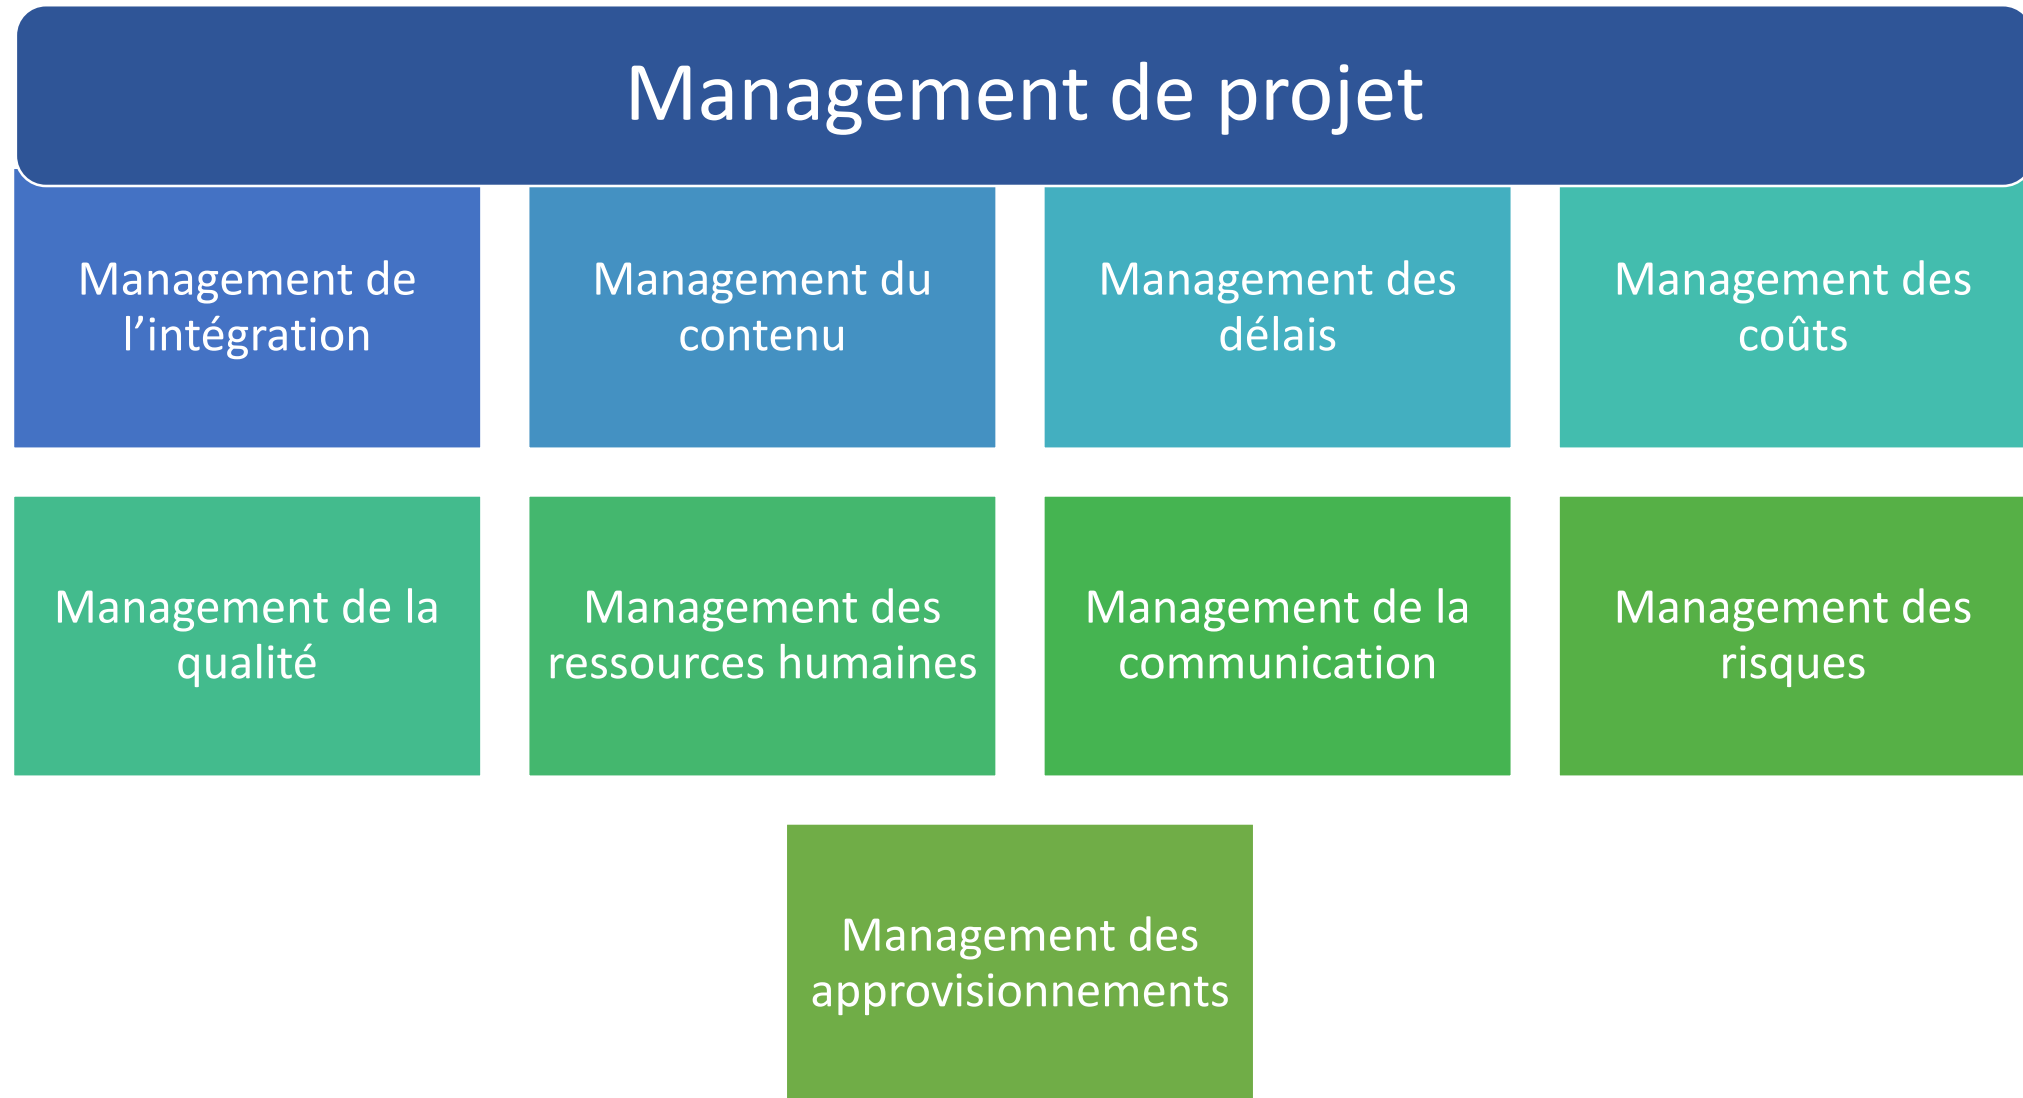 Management de projet
Management de
l’intégration
Management du
contenu
Management des
délais
Management des
coûts
Management de la
qualité
Management des
ressources humaines
Management de la
communication
Management des
risques
Management des
approvisionnements